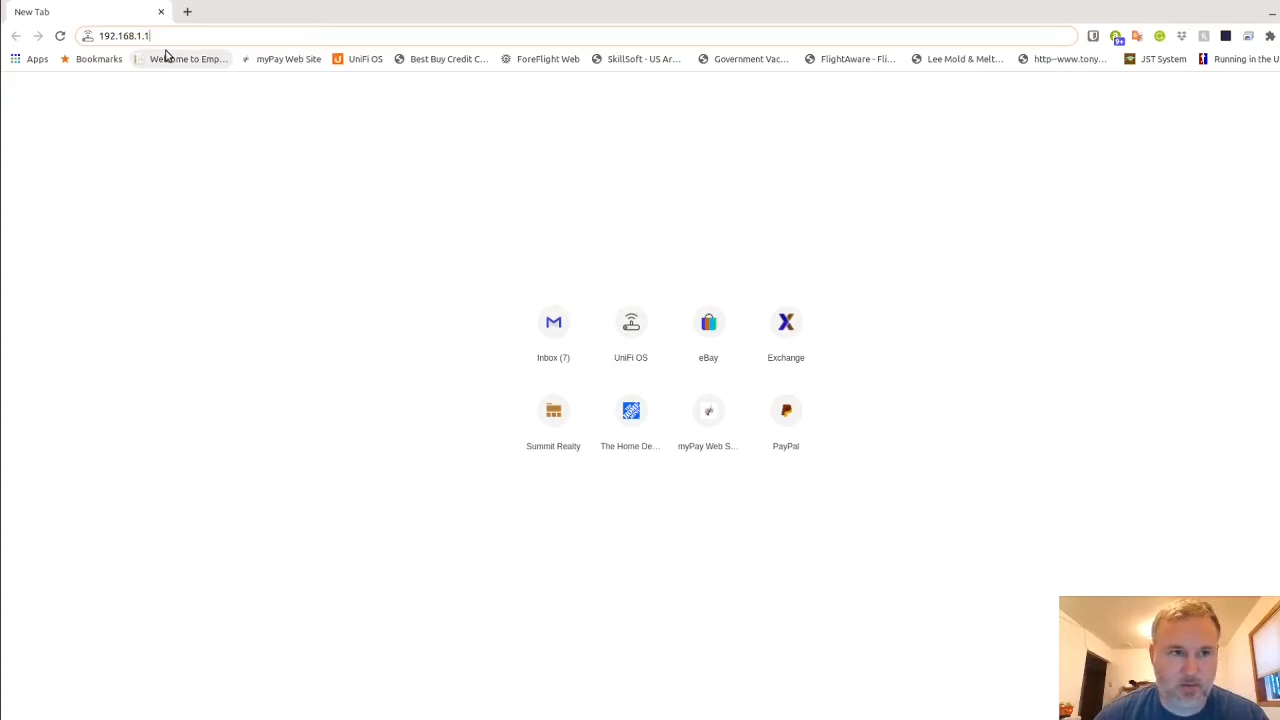 New Tab
192.168.1.1
Apps Bookmarks Welcome to Emp... myPay Web Site UniFi OS Best Buy Credit C... ForeFlight Web SkillSoft - US Ar... Government Vac... FlightAware - Fli... Lee Mold & Melt... http--www.tony... JST System Running in the U
9+
Inbox (7) UniFi OS eBay Exchange
Summit Realty The Home De... myPay Web S... PayPal